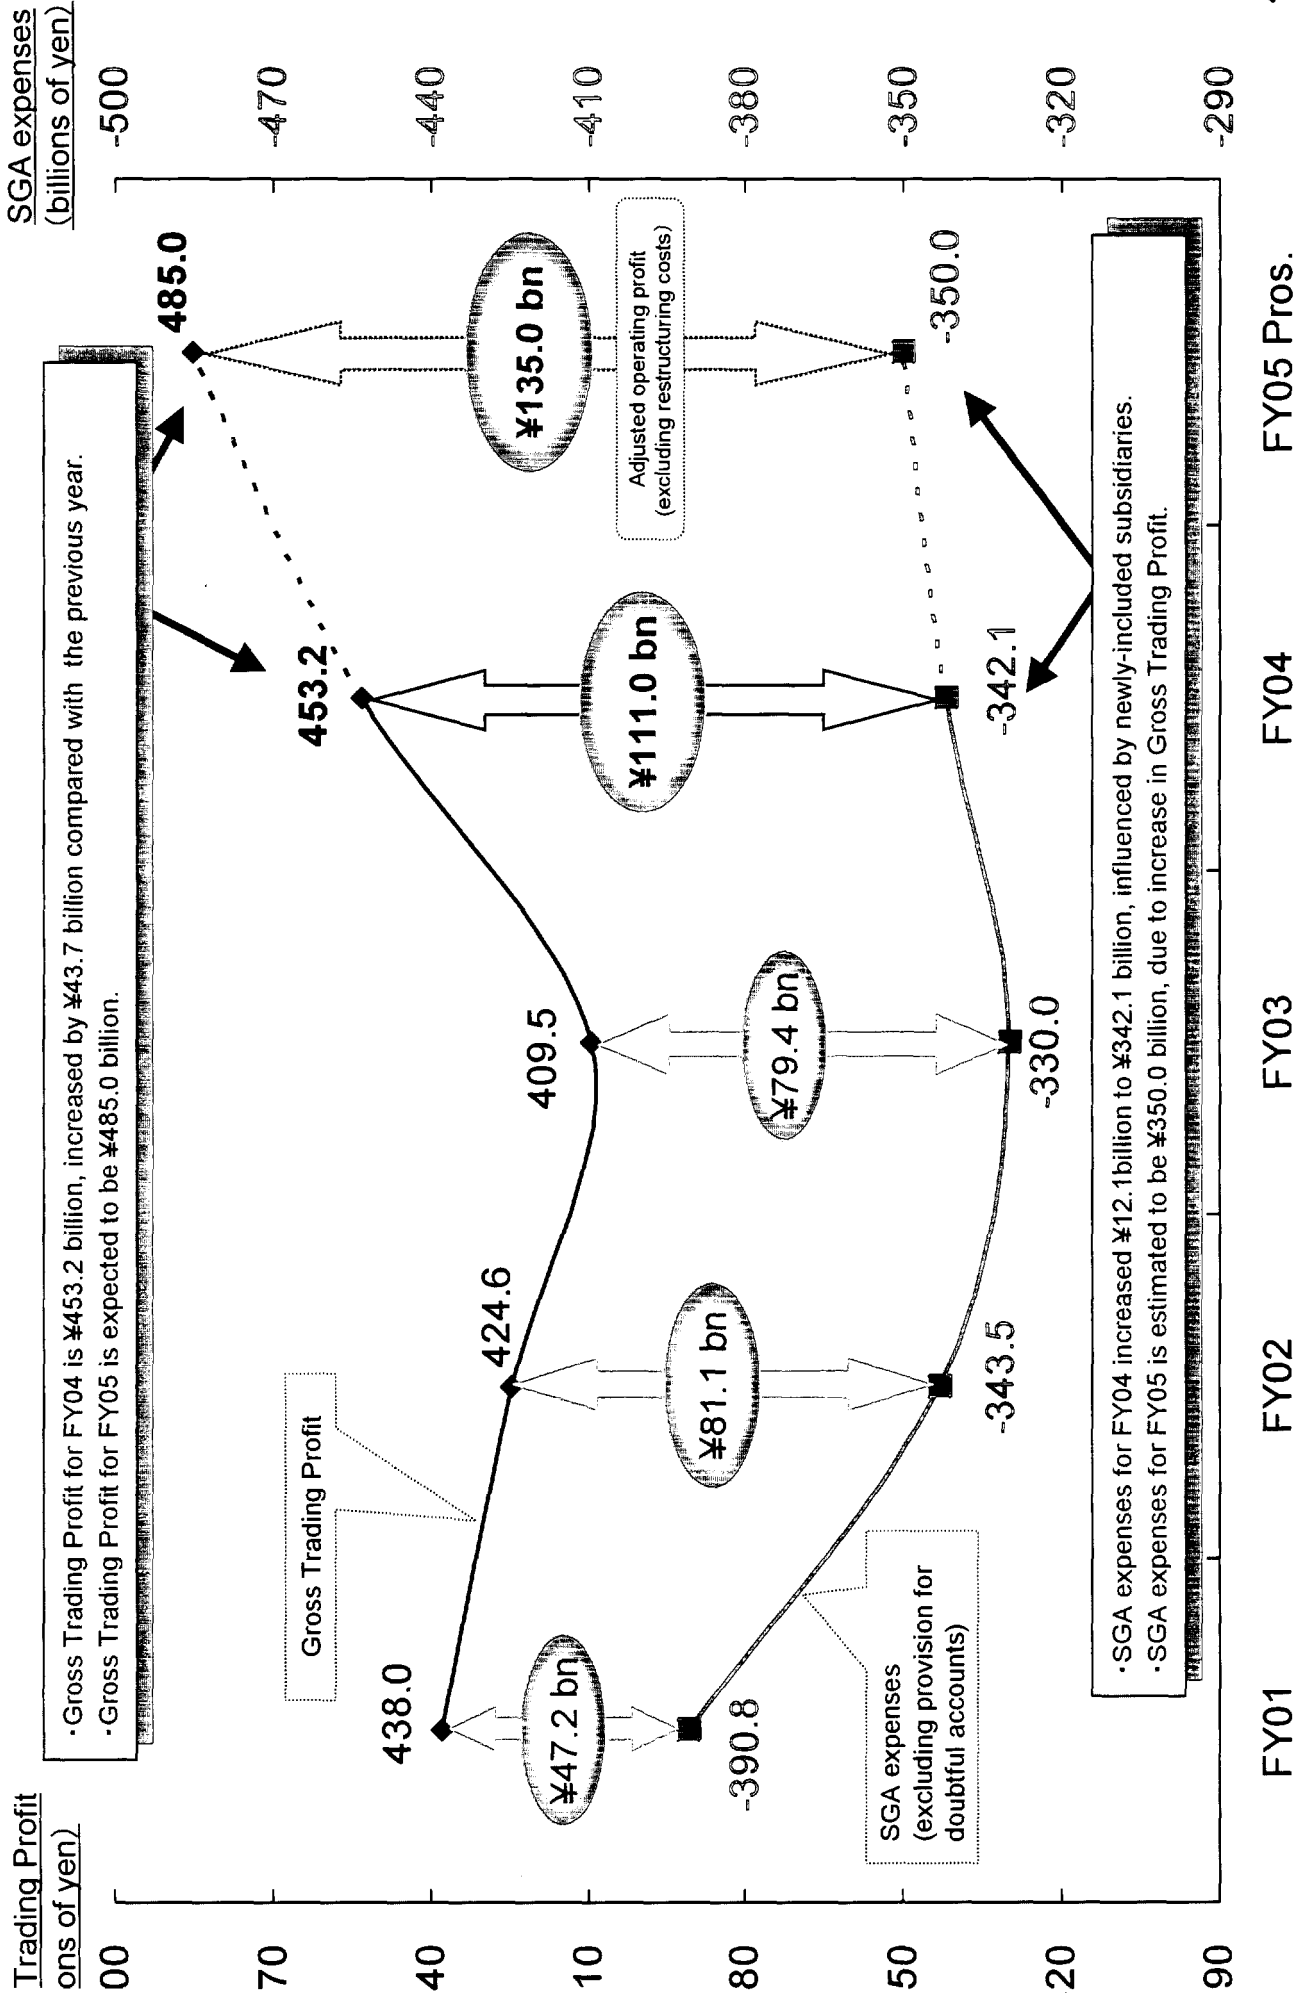 Trading Profit
ons of yen)
SGA expenses
(billions of yen)
・Gross Trading Profit for FY04 is ¥453.2 billion, increased by ¥43.7 billion compared with the previous year.
・Gross Trading Profit for FY05 is expected to be ¥485.0 billion.
00
70
40
10
80
50
20
90
-500
-470
-440
-410
-380
-350
-320
-290
Gross Trading Profit
438.0
424.6
409.5
453.2
485.0
¥47.2 bn
¥81.1 bn
¥79.4 bn
¥111.0 bn
¥135.0 bn
Adjusted operating profit
(excluding restructuring costs)
-390.8
-343.5
-330.0
-342.1
-350.0
SGA expenses
(excluding provision for
doubtful accounts)
・SGA expenses for FY04 increased ¥12.1billion to ¥342.1 billion, influenced by newly-included subsidiaries.
・SGA expenses for FY05 is estimated to be ¥350.0 billion, due to increase in Gross Trading Profit.
FY01
FY02
FY03
FY04
FY05 Pros.